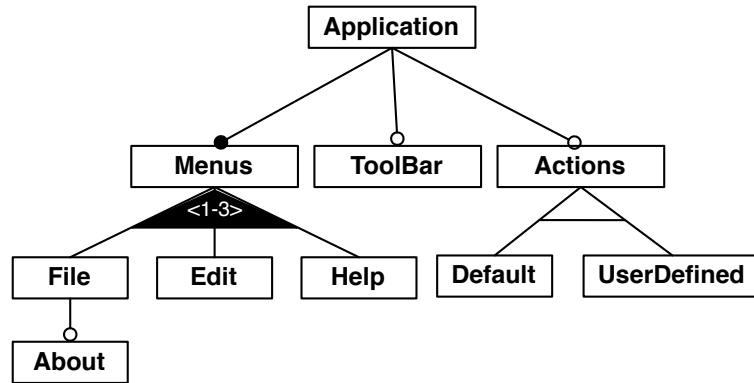 Application
Menus
ToolBar
Actions
<1-3>
File
Edit
Help
Default
UserDefined
About